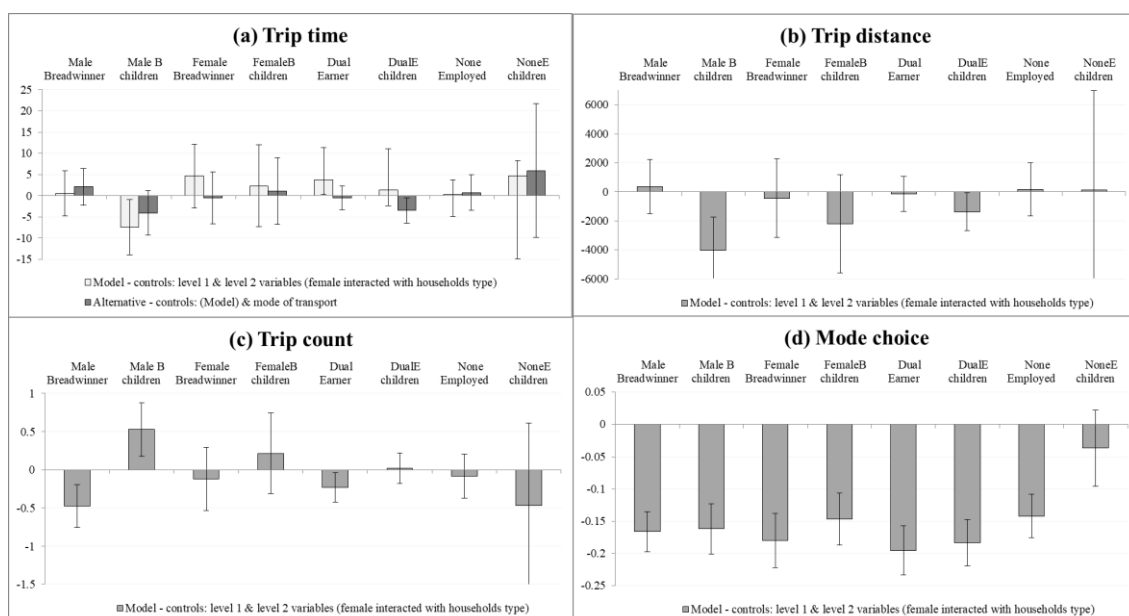 (a) Trip time
Male Male B Female FemaleB Dual DualE None NoneE
Breadwinner children Breadwinner children Earner children Employed children
25
20
15
10
5
0
-5
-10
-15
Model - controls: level 1 & level 2 variables (female interacted with households type)
Alternative - controls: (Model) & mode of transport
(b) Trip distance
Male Male B Female FemaleB Dual DualE None NoneE
Breadwinner children Breadwinner children Earner children Employed children
6000
4000
2000
0
-2000
-4000
-6000
Model - controls: level 1 & level 2 variables (female interacted with households type)
(c) Trip count
Male Male B Female FemaleB Dual DualE None NoneE
Breadwinner children Breadwinner children Earner children Employed children
1
0.5
0
-0.5
-1
-1.5
Model - controls: level 1 & level 2 variables (female interacted with households type)
(d) Mode choice
Male Male B Female FemaleB Dual DualE None NoneE
Breadwinner children Breadwinner children Earner children Employed children
0.05
0
-0.05
-0.1
-0.15
-0.2
-0.25
Model - controls: level 1 & level 2 variables (female interacted with households type)